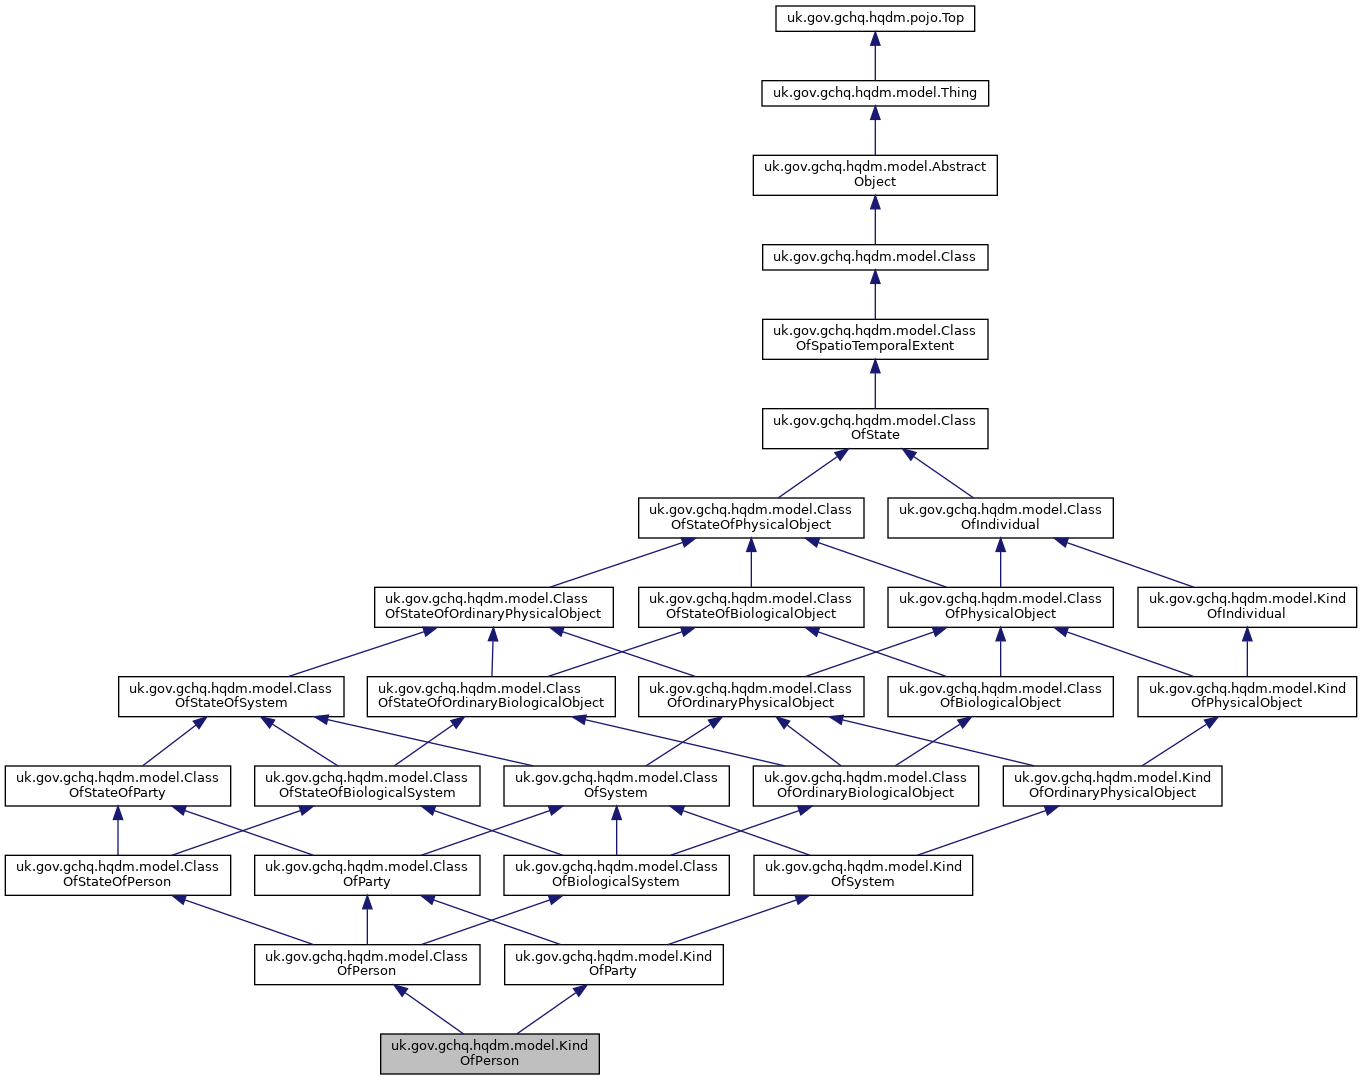 uk.gov.gchq.hqdm.pojo.Top
uk.gov.gchq.hqdm.model.Thing
uk.gov.gchq.hqdm.model.Abstract
Object
uk.gov.gchq.hqdm.model.Class
uk.gov.gchq.hqdm.model.Class
OfSpatioTemporalExtent
uk.gov.gchq.hqdm.model.Class
OfState
uk.gov.gchq.hqdm.model.Class
OfStateOfPhysicalObject
uk.gov.gchq.hqdm.model.Class
OfIndividual
uk.gov.gchq.hqdm.model.Class
OfStateOfOrdinaryPhysicalObject
uk.gov.gchq.hqdm.model.Class
OfStateOfBiologicalObject
uk.gov.gchq.hqdm.model.Class
OfPhysicalObject
uk.gov.gchq.hqdm.model.Kind
OfIndividual
uk.gov.gchq.hqdm.model.Class
OfStateOfSystem
uk.gov.gchq.hqdm.model.Class
OfStateOfOrdinaryBiologicalObject
uk.gov.gchq.hqdm.model.Class
OfOrdinaryPhysicalObject
uk.gov.gchq.hqdm.model.Class
OfBiologicalObject
uk.gov.gchq.hqdm.model.Kind
OfPhysicalObject
uk.gov.gchq.hqdm.model.Class
OfStateOfParty
uk.gov.gchq.hqdm.model.Class
OfStateOfBiologicalSystem
uk.gov.gchq.hqdm.model.Class
OfSystem
uk.gov.gchq.hqdm.model.Class
OfOrdinaryBiologicalObject
uk.gov.gchq.hqdm.model.Kind
OfOrdinaryPhysicalObject
uk.gov.gchq.hqdm.model.Class
OfStateOfPerson
uk.gov.gchq.hqdm.model.Class
OfParty
uk.gov.gchq.hqdm.model.Class
OfBiologicalSystem
uk.gov.gchq.hqdm.model.Kind
OfSystem
uk.gov.gchq.hqdm.model.Class
OfPerson
uk.gov.gchq.hqdm.model.Kind
OfParty
uk.gov.gchq.hqdm.model.Kind
OfPerson